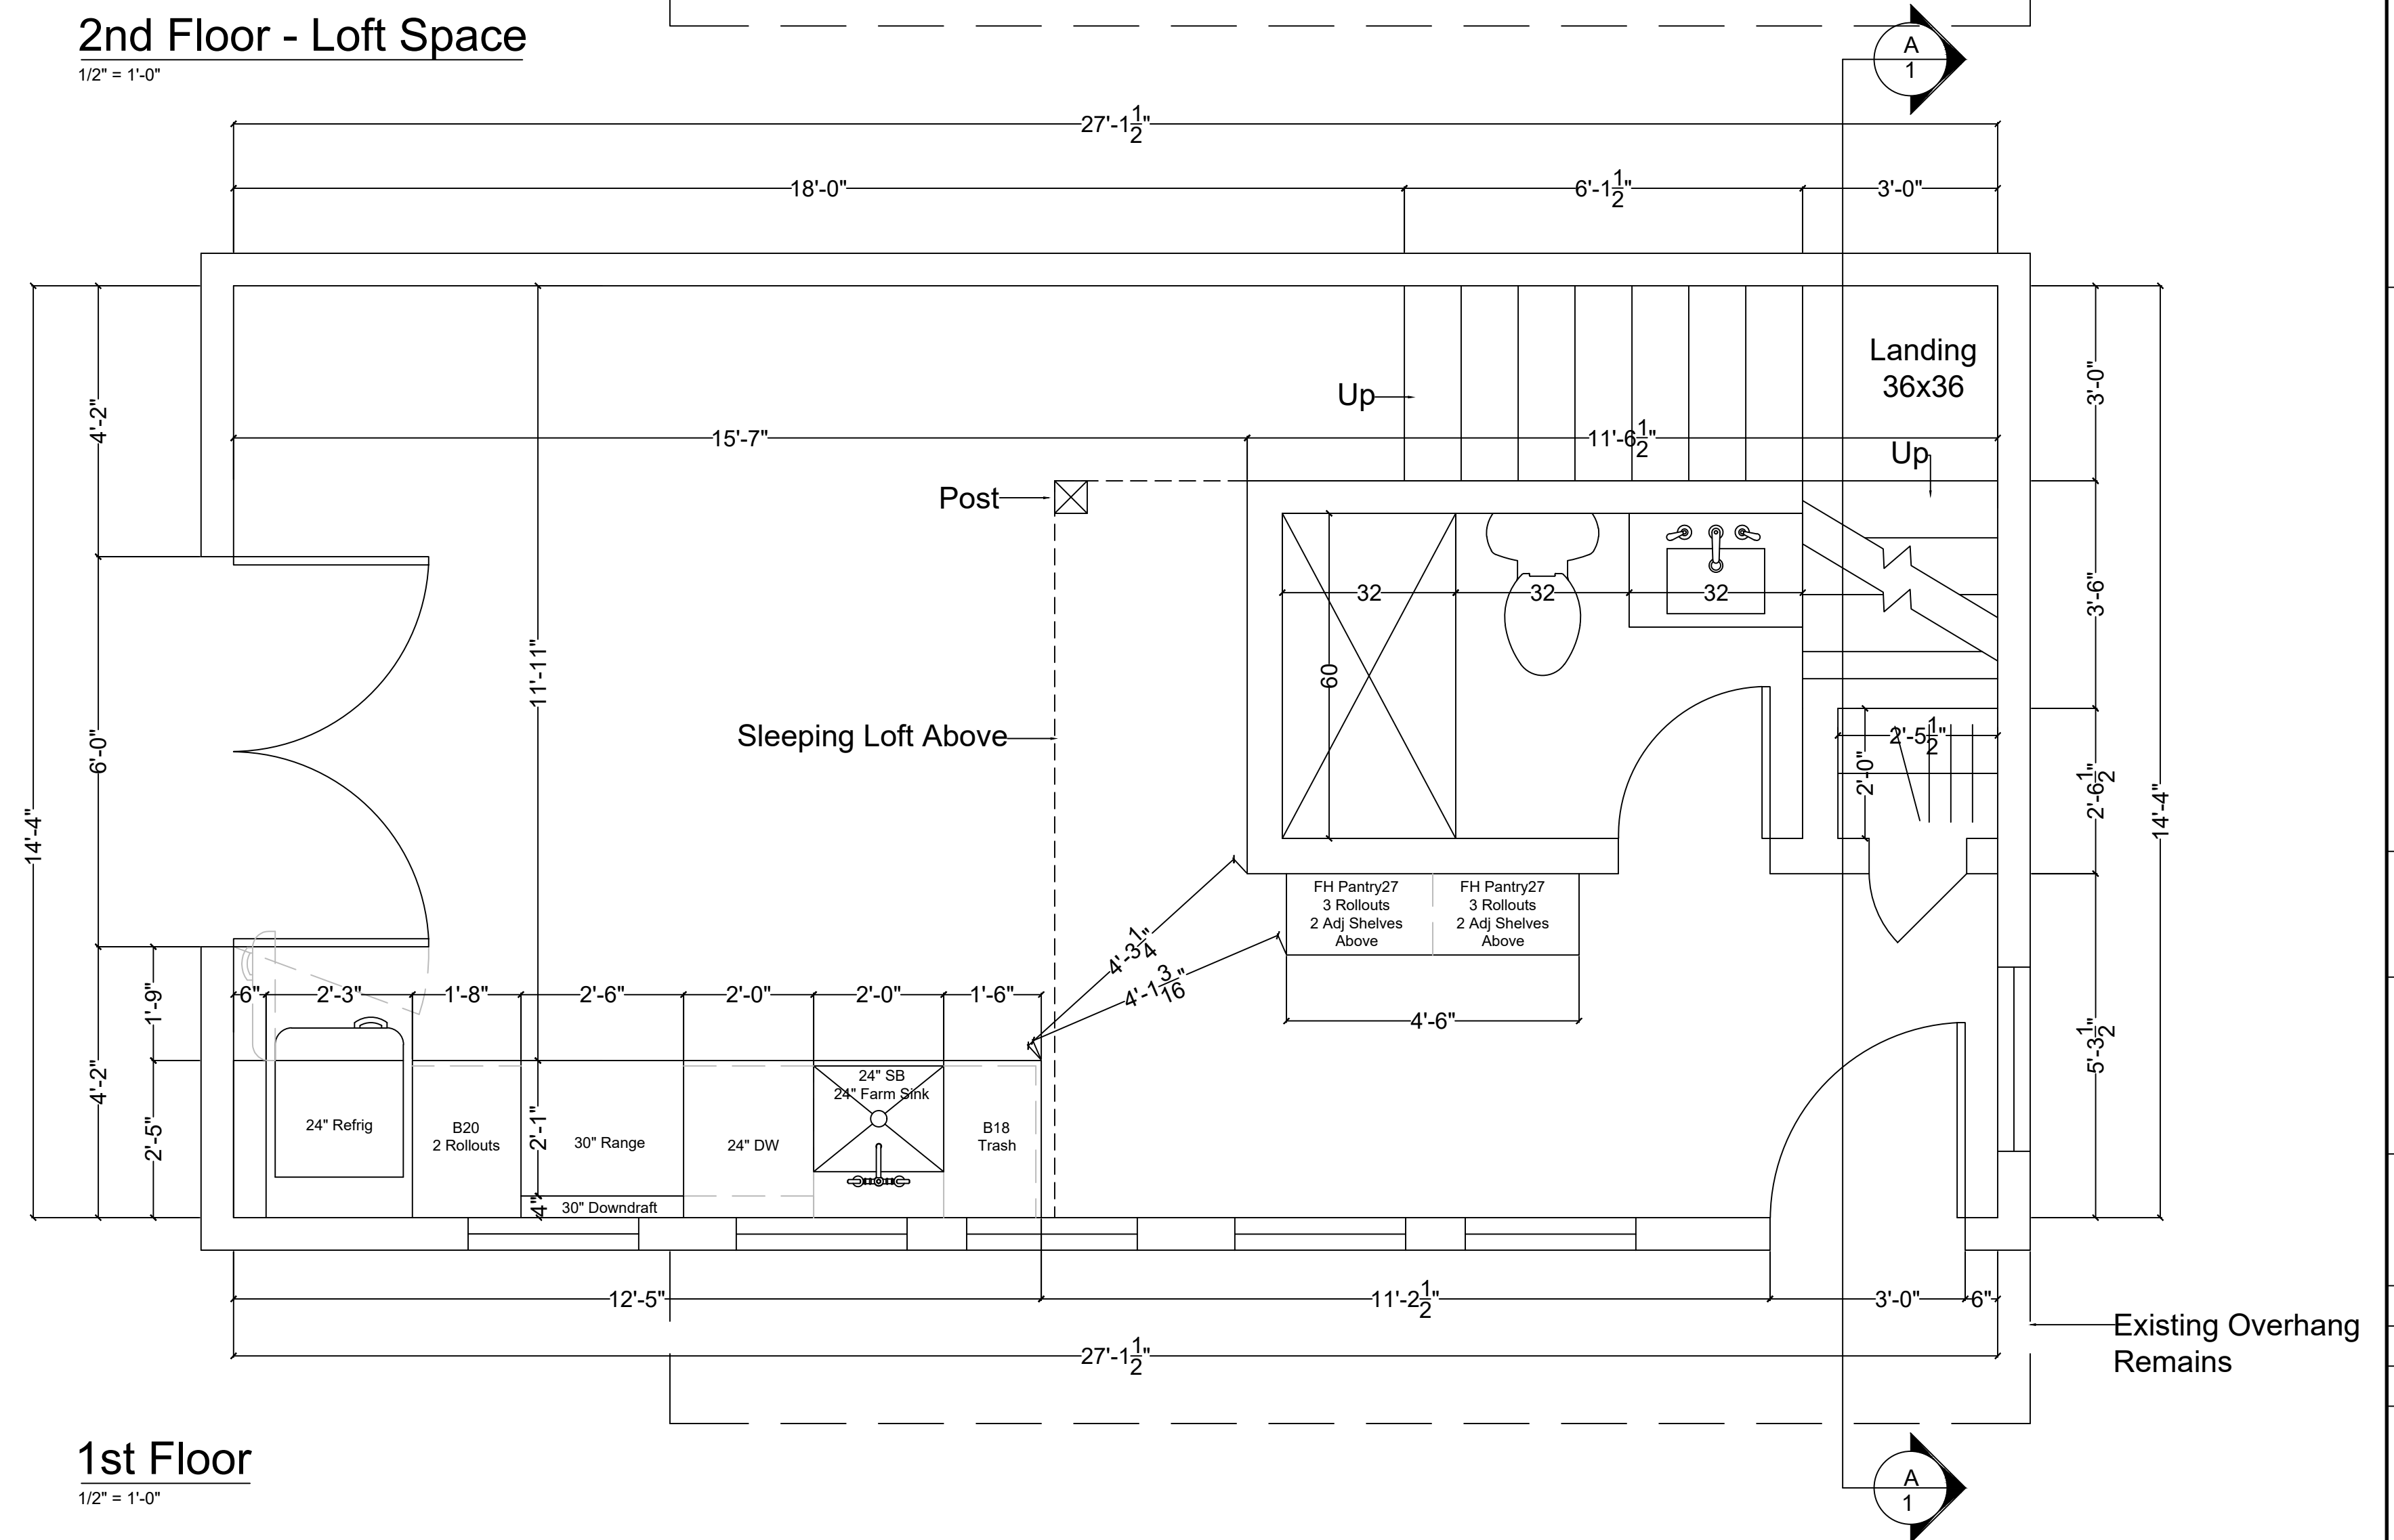 2nd Floor - Loft Space
1/2" = 1'-0"
A
1
27'-1 1/2"
18'-0"
6'-1 1/2"
3'-0"
Landing
36x36
Up
Up
15'-7"
11'-6 1/2"
Post
4'-2"
3'-0"
32
32
32
3'-6"
60
11'-11"
Sleeping Loft Above
6'-0"
2'-5 1/2"
2'-0"
2'-6 1/2"
14'-4"
14'-4"
FH Pantry27
3 Rollouts
2 Adj Shelves
Above
FH Pantry27
3 Rollouts
2 Adj Shelves
Above
4'-3 1/4"
4'-1 3/16"
4'-6"
6"
2'-3"
1'-8"
2'-6"
2'-0"
2'-0"
1'-6"
1'-9"
5'-3 1/2"
4'-2"
2'-5"
24" Refrig
B20
2 Rollouts
2'-1"
30" Range
24" DW
24" SB
24" Farm Sink
B18
Trash
4"
30" Downdraft
12'-5"
11'-2 1/2"
3'-0"
6"
27'-1 1/2"
Existing Overhang
Remains
1st Floor
1/2" = 1'-0"
A
1